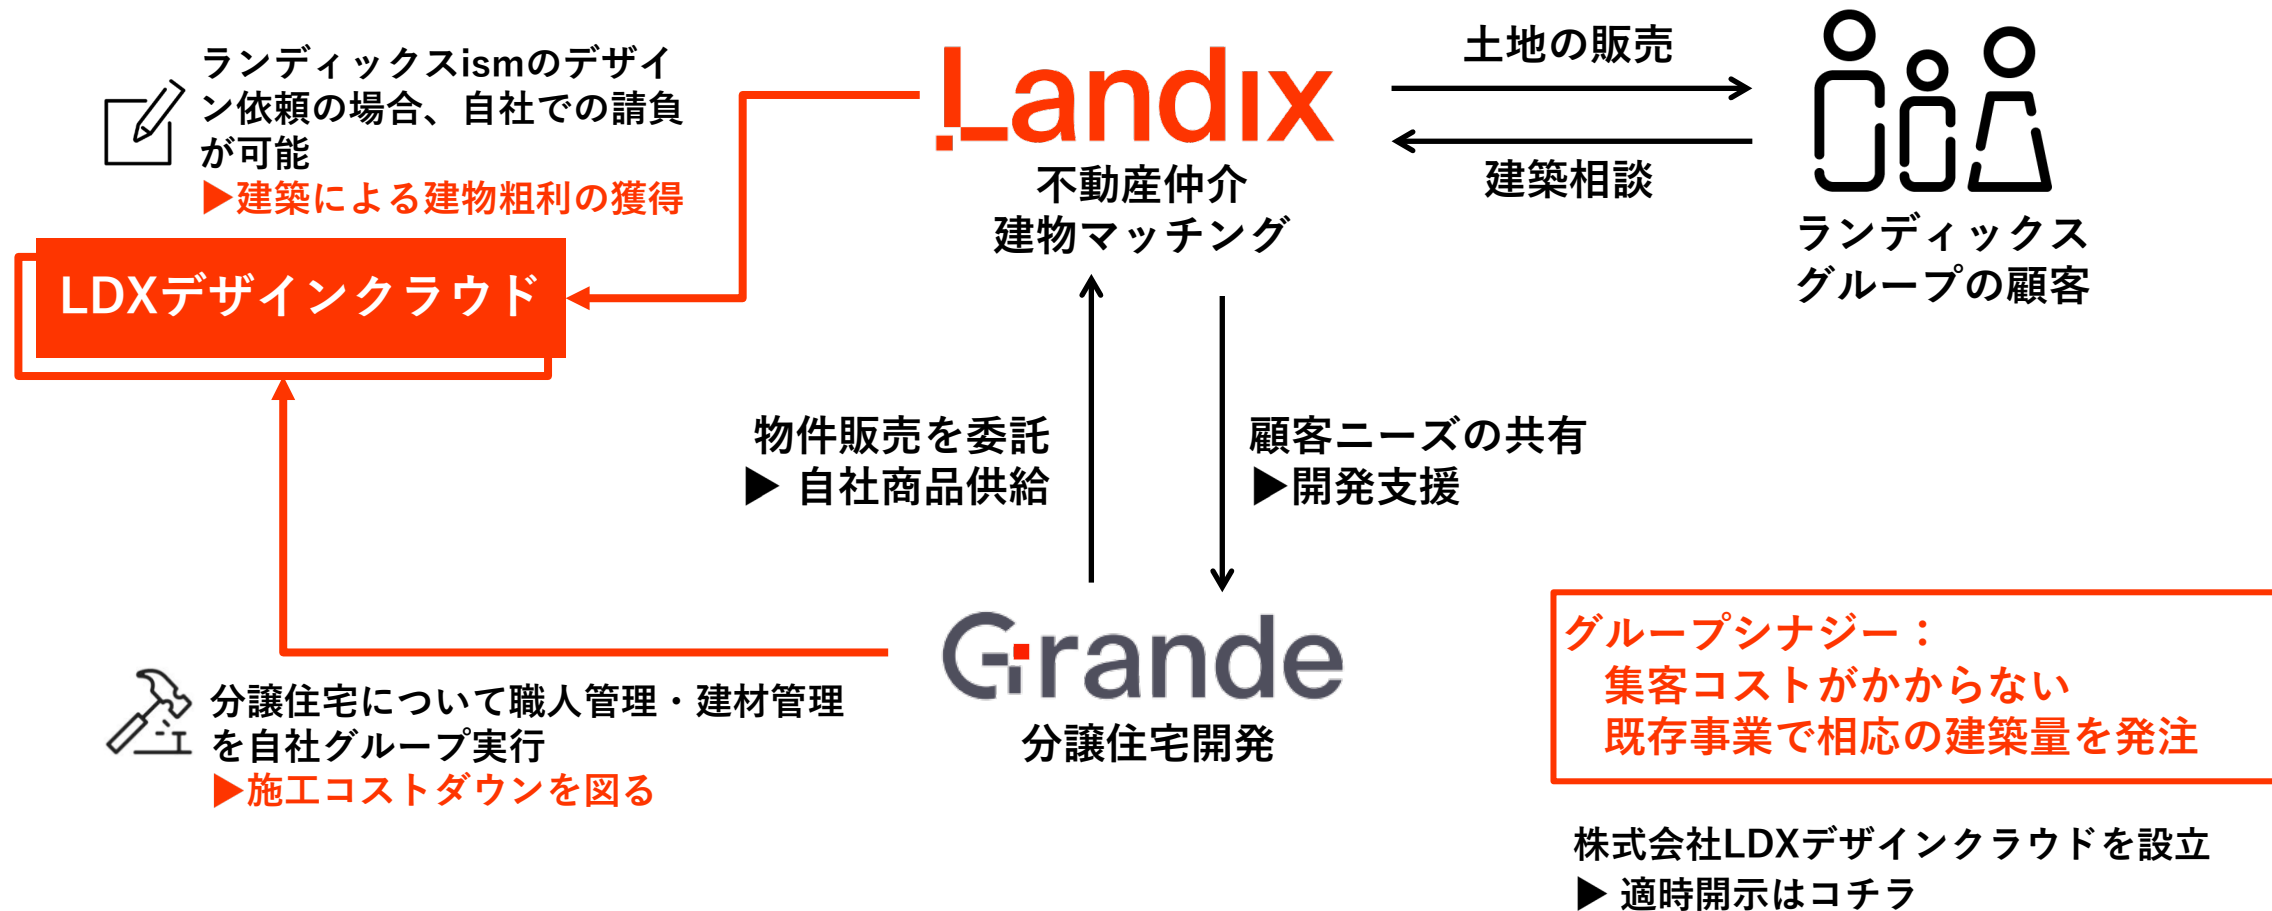 ランディックスismのデザイ
ン依頼の場合、自社での請負
が可能
▶建築による建物粗利の獲得
LDXデザインクラウド
Landix
不動産仲介
建物マッチング
土地の販売
建築相談
ランディックス
グループの顧客
物件販売を委託
▶ 自社商品供給
顧客ニーズの共有
▶開発支援
Grande
分譲住宅開発
分譲住宅について職人管理・建材管理
を自社グループ実行
▶施工コストダウンを図る
グループシナジー：
集客コストがかからない
既存事業で相応の建築量を発注
株式会社LDXデザインクラウドを設立
▶ 適時開示はコチラ